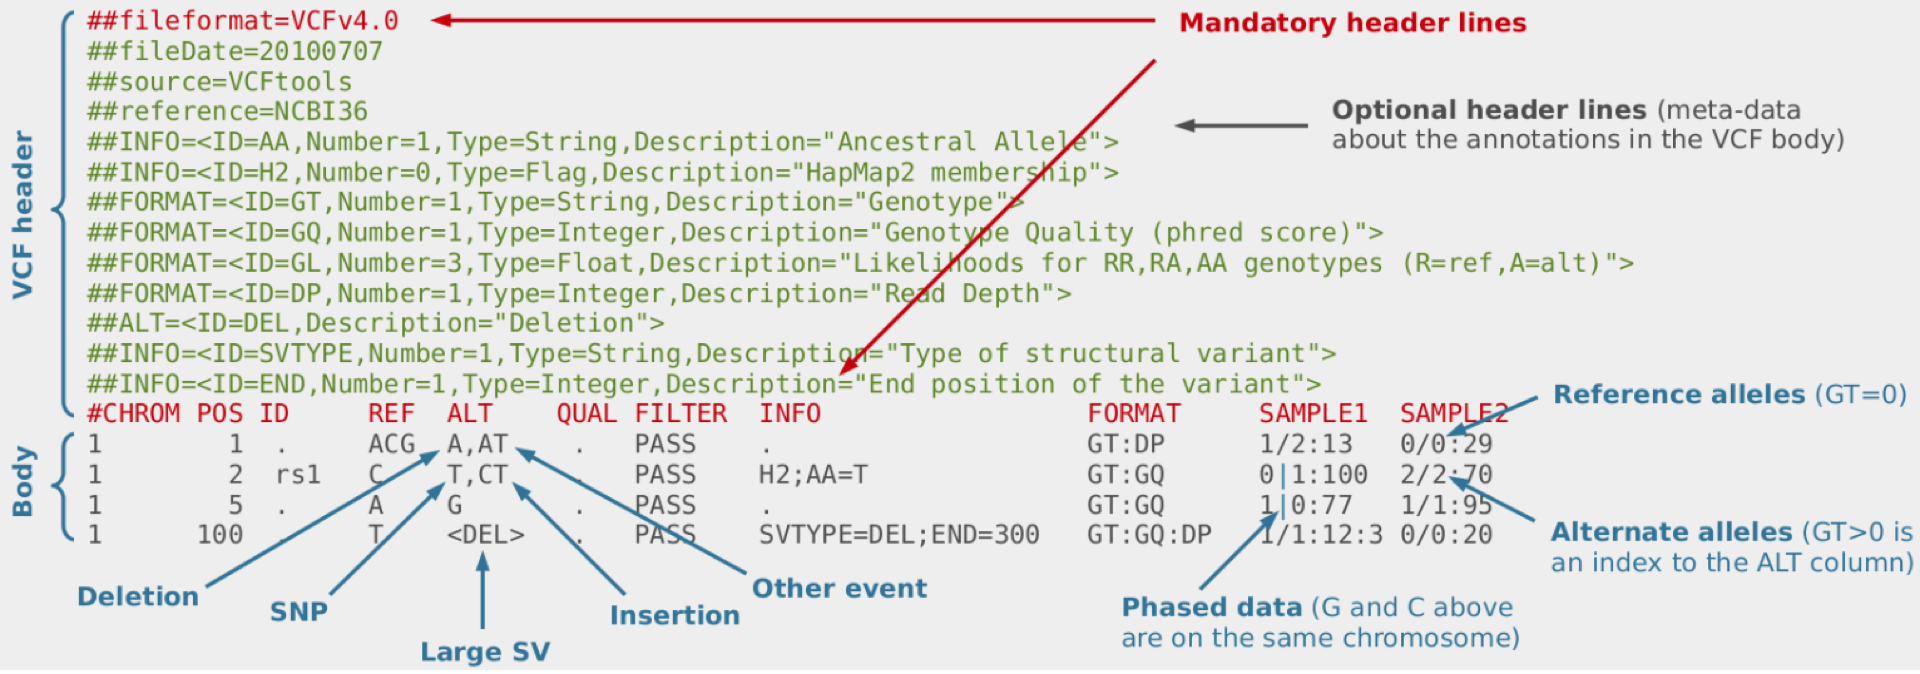 ##fileformat=VCFv4.0
Mandatory header lines
##fileDate=20100707
##source=VCFtools
##reference=NCBI36
Optional header lines (meta-data
about the annotations in the VCF body)
##INFO=<ID=AA,Number=1,Type=String,Description="Ancestral Allele">
##INFO=<ID=H2,Number=0,Type=Flag,Description="HapMap2 membership">
##FORMAT=<ID=GT,Number=1,Type=String,Description="Genotype">
##FORMAT=<ID=GQ,Number=1,Type=Integer,Description="Genotype Quality (phred score)">
##FORMAT=<ID=GL,Number=3,Type=Float,Description="Likelihoods for RR,RA,AA genotypes (R=ref,A=alt)">
##FORMAT=<ID=DP,Number=1,Type=Integer,Description="Read Depth">
##ALT=<ID=DEL,Description="Deletion">
##INFO=<ID=SVTYPE,Number=1,Type=String,Description="Type of structural variant">
##INFO=<ID=END,Number=1,Type=Integer,Description="End position of the variant">
VCF header
#CHROM POS ID REF ALT QUAL FILTER INFO FORMAT SAMPLE1 SAMPLE2
1 1 . ACG A,AT . PASS . GT:DP 1/2:13 0/0:29
1 2 rs1 C T,CT . PASS H2;AA=T GT:GQ 0|1:100 2/2:70
1 5 . A G . PASS . GT:GQ 1|0:77 1/1:95
1 100 . T <DEL> . PASS SVTYPE=DEL;END=300 GT:GQ:DP 1/1:12:3 0/0:20
Body
Reference alleles (GT=0)
Alternate alleles (GT>0 is
an index to the ALT column)
Deletion
SNP
Large SV
Insertion
Other event
Phased data (G and C above
are on the same chromosome)